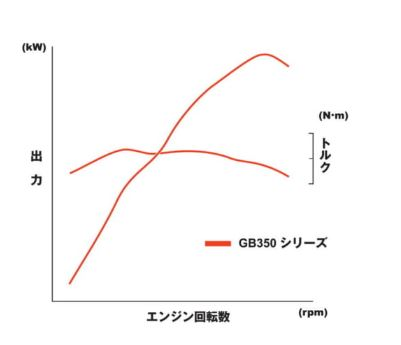 (kW)
(N･m)
出力
トルク
GB350 シリーズ
エンジン回転数
(rpm)